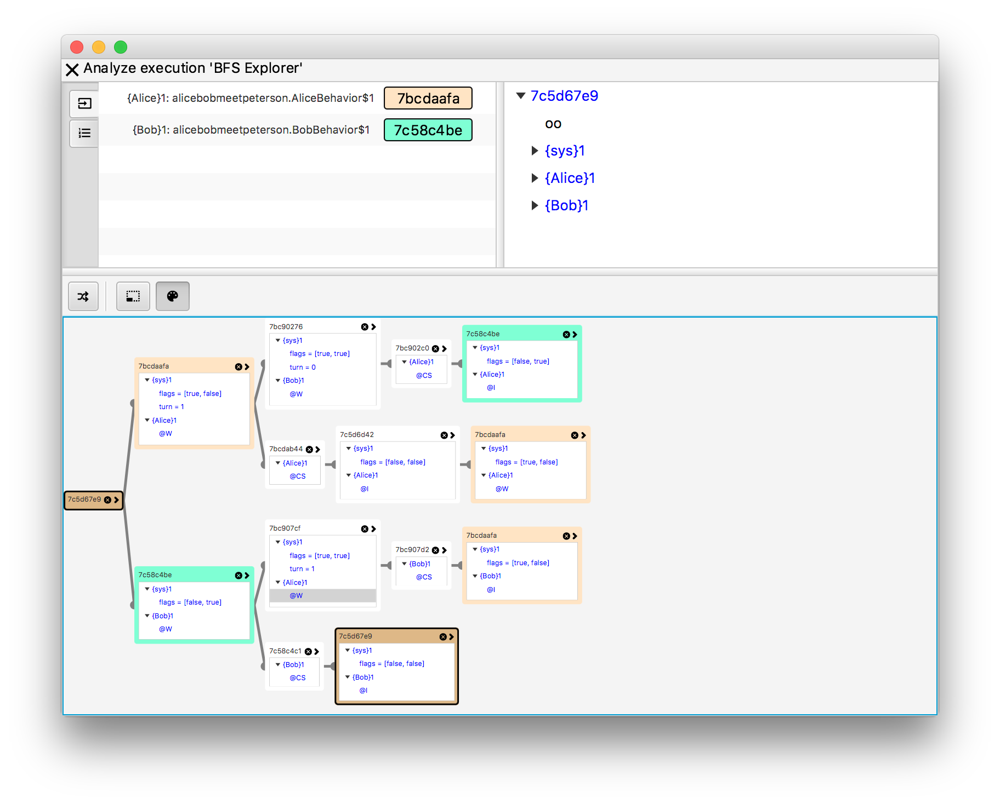 Analyze execution 'BFS Explorer'
{Alice}1: alicebobmeetpeterson.AliceBehavior$1
7bcdaafa
{Bob}1: alicebobmeetpeterson.BobBehavior$1
7c58c4be
7c5d67e9
oo
{sys}1
{Alice}1
{Bob}1
7c5d67e9
7bcdaafa
{sys}1
flags = [true, false]
turn = 1
{Alice}1
@W
7c58c4be
{sys}1
flags = [false, true]
{Bob}1
@W
7bc90276
{sys}1
flags = [true, true]
turn = 0
{Bob}1
@W
7bc902c0
{Alice}1
@CS
7c58c4be
{sys}1
flags = [false, true]
{Alice}1
@I
7bcdab44
{Alice}1
@CS
7c5d6d42
{sys}1
flags = [false, false]
{Alice}1
@I
7bcdaafa
{sys}1
flags = [true, false]
{Alice}1
@W
7bc907cf
{sys}1
flags = [true, true]
turn = 1
{Alice}1
@W
7bc907d2
{Bob}1
@CS
7bcdaafa
{sys}1
flags = [true, false]
{Bob}1
@I
7c58c4c1
{Bob}1
@CS
7c5d67e9
{sys}1
flags = [false, false]
{Bob}1
@I